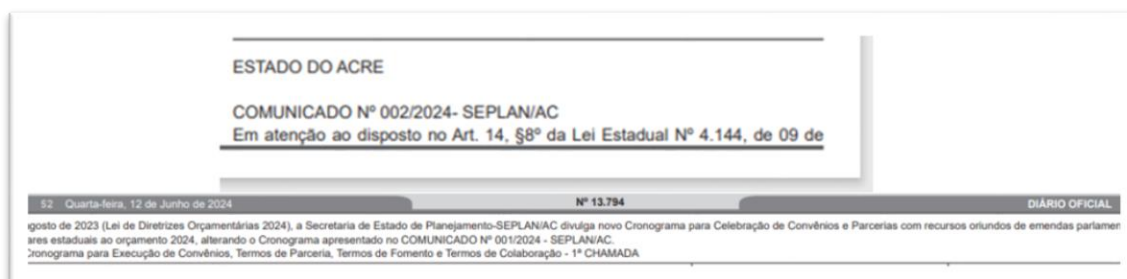 ESTADO DO ACRE
COMUNICADO Nº 002/2024- SEPLAN/AC
Em atenção ao disposto no Art. 14, §8º da Lei Estadual Nº 4.144, de 09 de
52 Quarta-feira, 12 de Junho de 2024 Nº 13.794 DIÁRIO OFICIAL
gosto de 2023 (Lei de Diretrizes Orçamentárias 2024), a Secretaria de Estado de Planejamento-SEPLAN/AC divulga novo Cronograma para Celebração de Convênios e Parcerias com recursos oriundos de emendas parlamen
ares estaduais ao orçamento 2024, alterando o Cronograma apresentado no COMUNICADO Nº 001/2024 - SEPLAN/AC.
Cronograma para Execução de Convênios, Termos de Parceria, Termos de Fomento e Termos de Colaboração - 1ª CHAMADA